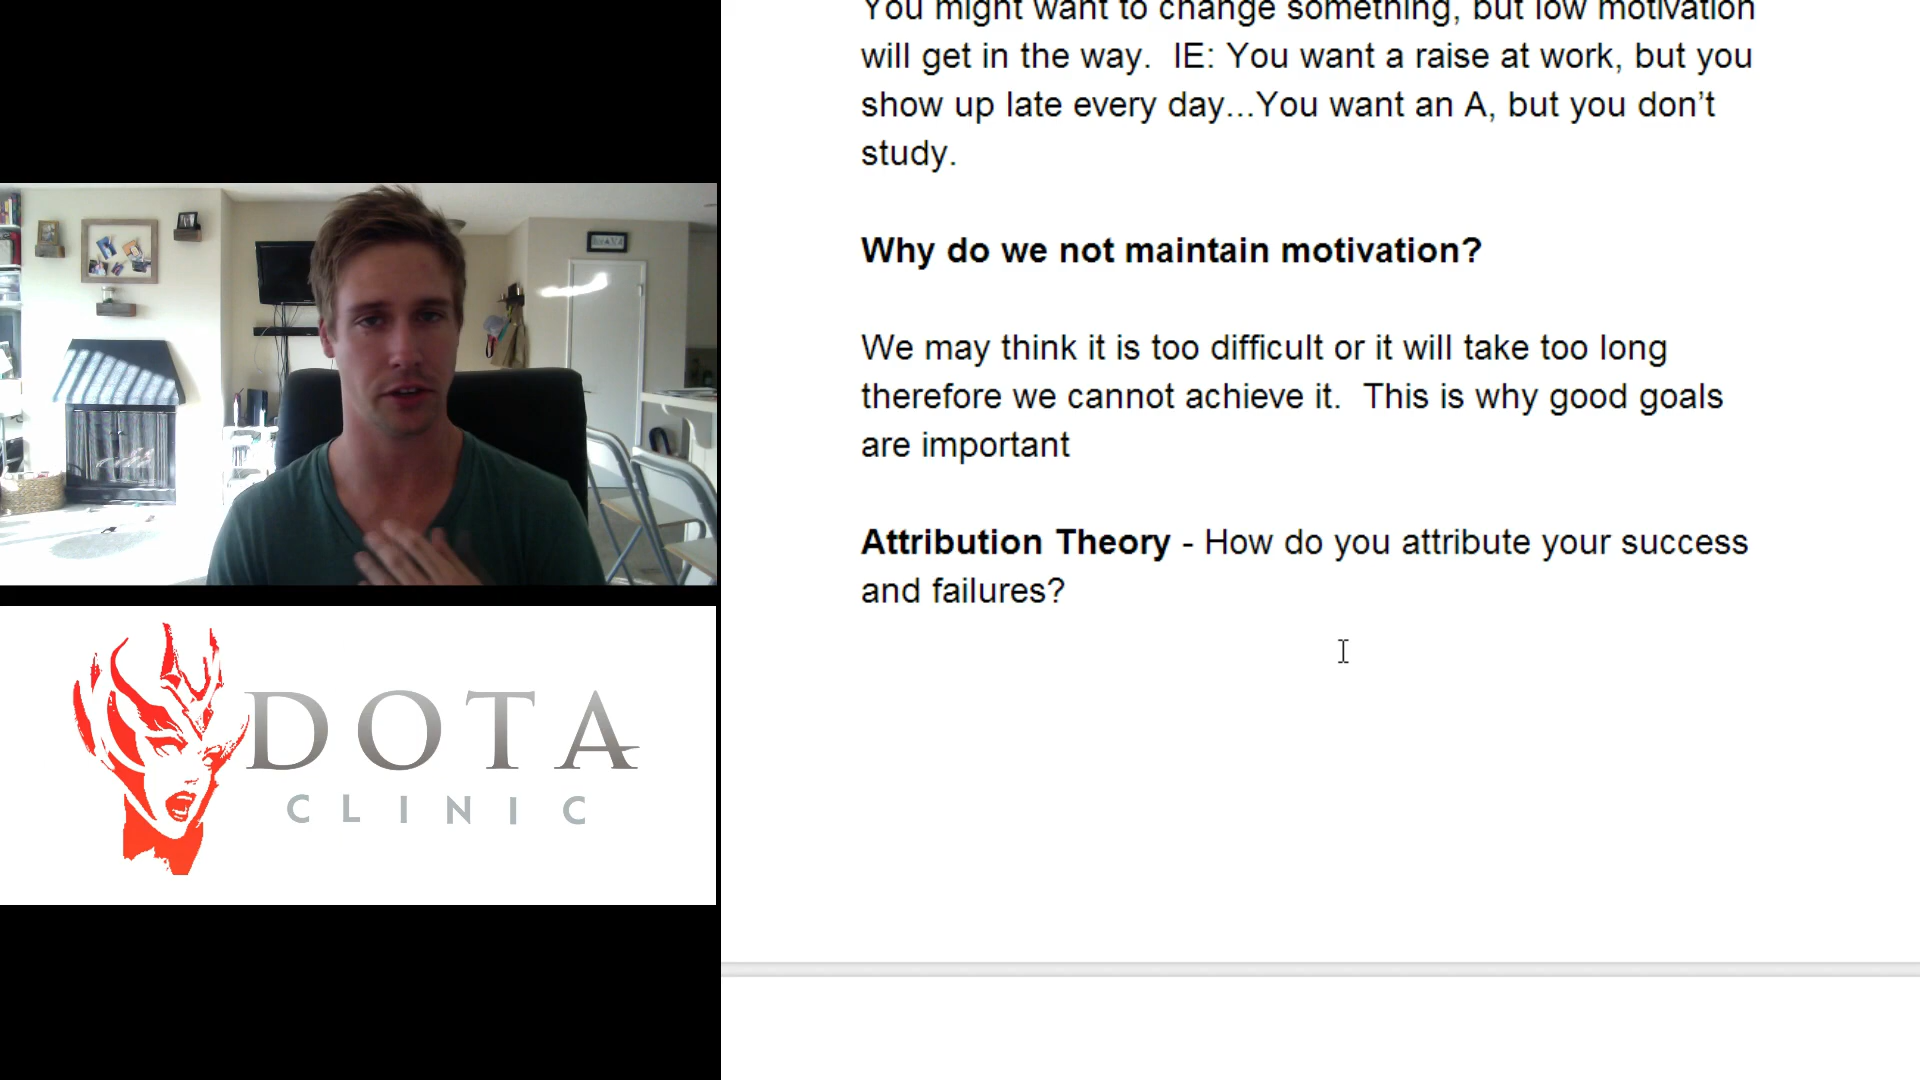 You might want to change something, but low motivation
will get in the way.  IE: You want a raise at work, but you
show up late every day...You want an A, but you don’t
study.
Why do we not maintain motivation?
We may think it is too difficult or it will take too long
therefore we cannot achieve it.  This is why good goals
are important
Attribution Theory - How do you attribute your success
and failures?
DOTA
CLINIC